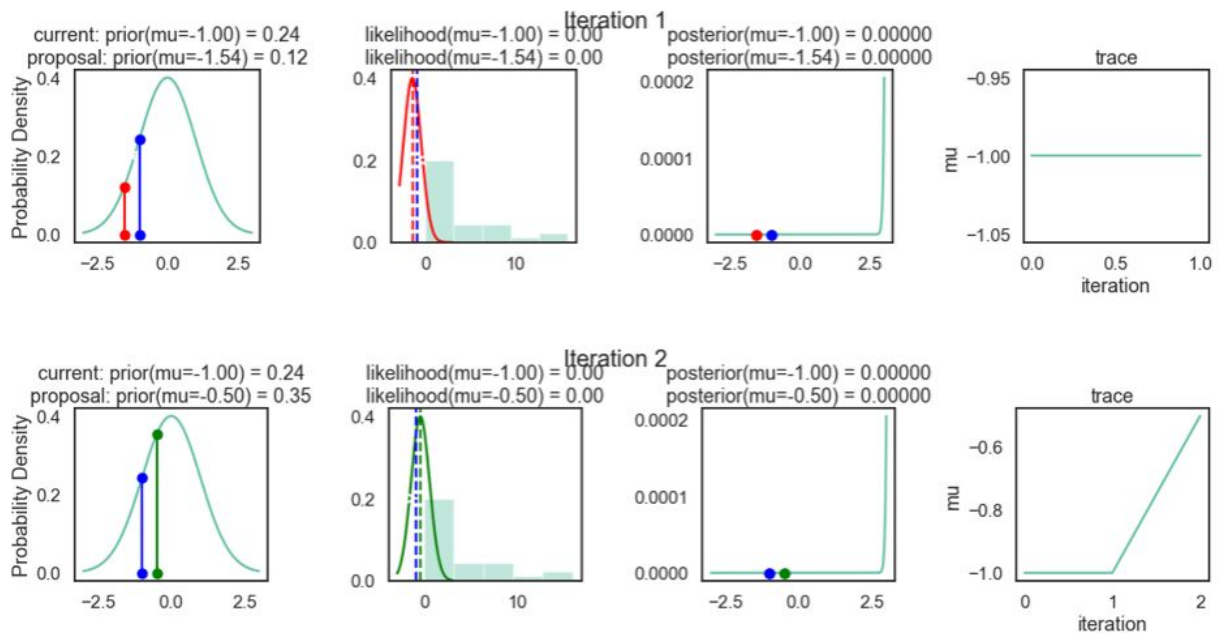 Iteration 1
current: prior(mu=-1.00) = 0.24
proposal: prior(mu=-1.54) = 0.12
likelihood(mu=-1.00) = 0.00
likelihood(mu=-1.54) = 0.00
posterior(mu=-1.00) = 0.00000
posterior(mu=-1.54) = 0.00000
trace
Probability Density
0.4
0.2
0.0
−2.5 0.0 2.5
0.4
0.2
0.0
0 10
0.0002
0.0001
0.0000
−2.5 0.0 2.5
mu
−0.95
−1.00
−1.05
0.0 0.5 1.0
iteration
Iteration 2
current: prior(mu=-1.00) = 0.24
proposal: prior(mu=-0.50) = 0.35
likelihood(mu=-1.00) = 0.00
likelihood(mu=-0.50) = 0.00
posterior(mu=-1.00) = 0.00000
posterior(mu=-0.50) = 0.00000
trace
Probability Density
0.4
0.2
0.0
−2.5 0.0 2.5
0.4
0.2
0.0
0 10
0.0002
0.0001
0.0000
−2.5 0.0 2.5
mu
−0.6
−0.8
−1.0
0 1 2
iteration